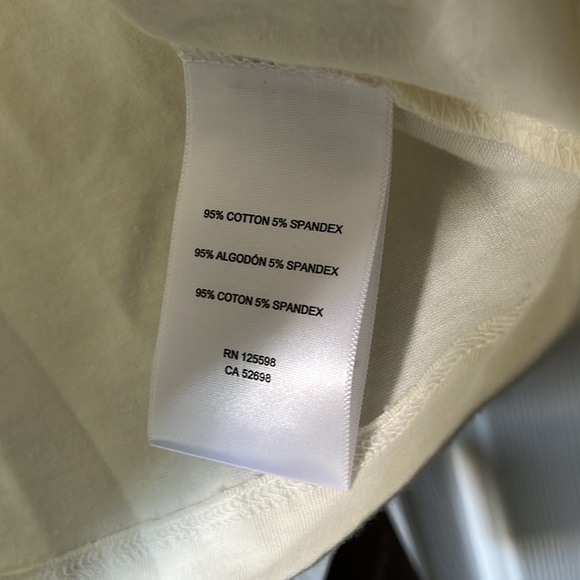 95% COTTON 5% SPANDEX
95% ALGODÓN 5% SPANDEX
95% COTON 5% SPANDEX
RN 125598
CA 52698